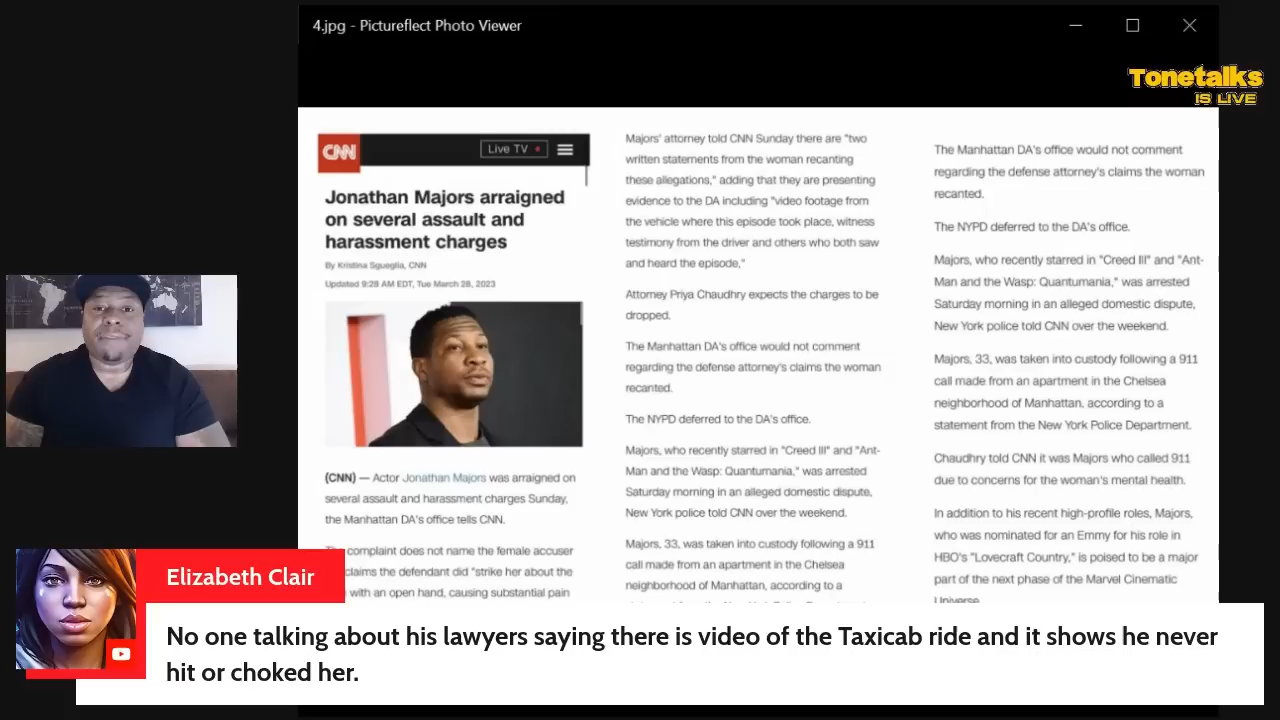 4.jpg - Pictureflect Photo Viewer
Tonetalks
IS LIVE
CNN
Live TV
Jonathan Majors arraigned
on several assault and
harassment charges
By Kristina Sgueglia, CNN
Updated 9:28 AM EDT, Tue March 28, 2023
(CNN) — Actor Jonathan Majors was arraigned on
several assault and harassment charges Sunday,
the Manhattan DA's office tells CNN.
complaint does not name the female accuser
claims the defendant did "strike her about the
with an open hand, causing substantial pain
Majors' attorney told CNN Sunday there are "two
written statements from the woman recanting
these allegations," adding that they are presenting
evidence to the DA including "video footage from
the vehicle where this episode took place, witness
testimony from the driver and others who both saw
and heard the episode,"
Attorney Priya Chaudhry expects the charges to be
dropped.
The Manhattan DA's office would not comment
regarding the defense attorney's claims the woman
recanted.
The NYPD deferred to the DA's office.
Majors, who recently starred in "Creed III" and "Ant-
Man and the Wasp: Quantumania," was arrested
Saturday morning in an alleged domestic dispute,
New York police told CNN over the weekend.
Majors, 33, was taken into custody following a 911
call made from an apartment in the Chelsea
neighborhood of Manhattan, according to a
The Manhattan DA's office would not comment
regarding the defense attorney's claims the woman
recanted.
The NYPD deferred to the DA's office.
Majors, who recently starred in "Creed III" and "Ant-
Man and the Wasp: Quantumania," was arrested
Saturday morning in an alleged domestic dispute,
New York police told CNN over the weekend.
Majors, 33, was taken into custody following a 911
call made from an apartment in the Chelsea
neighborhood of Manhattan, according to a
statement from the New York Police Department.
Chaudhry told CNN it was Majors who called 911
due to concerns for the woman's mental health.
In addition to his recent high-profile roles, Majors,
who was nominated for an Emmy for his role in
HBO's "Lovecraft Country," is poised to be a major
part of the next phase of the Marvel Cinematic
Universe
Elizabeth Clair
No one talking about his lawyers saying there is video of the Taxicab ride and it shows he never
hit or choked her.